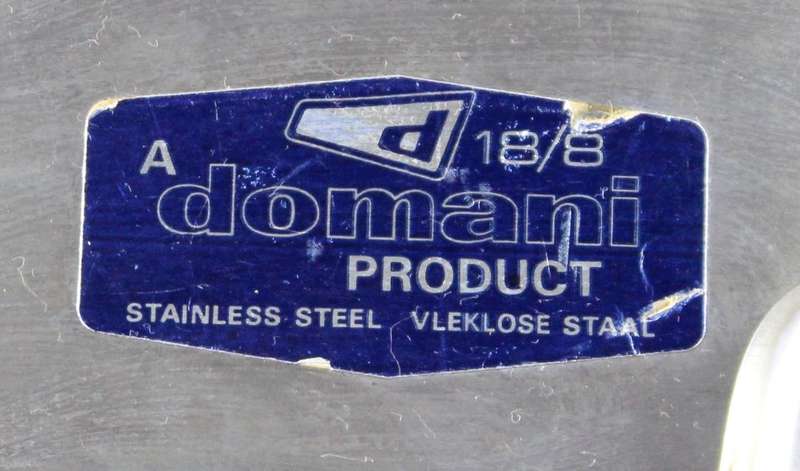 d
A 18/8
domani
PRODUCT
STAINLESS STEEL VLEKLOSE STAAL